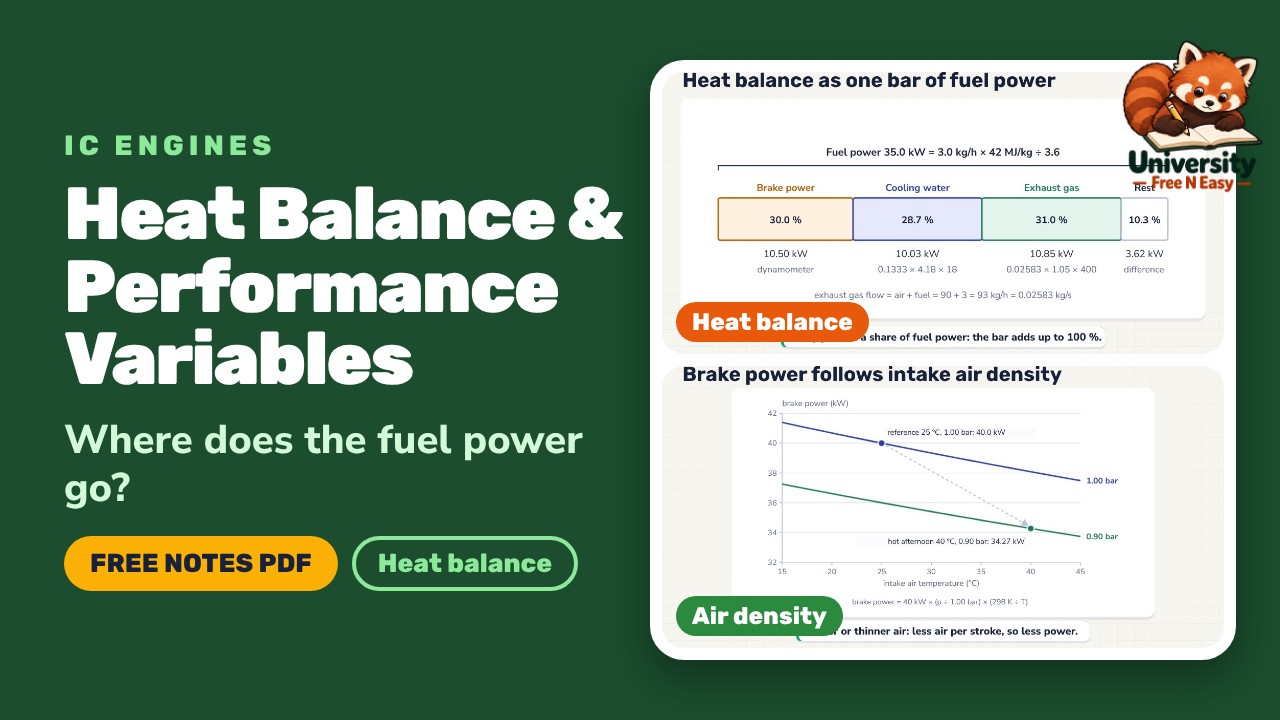 IC ENGINES
Heat Balance &
Performance
Variables
Where does the fuel power
go?
FREE NOTES PDF
Heat balance
Heat balance as one bar of fuel power
Fuel power 35.0 kW = 3.0 kg/h × 42 MJ/kg ÷ 3.6
Brake power
Cooling water
Exhaust gas
Rest
30.0 %
28.7 %
31.0 %
10.3 %
10.50 kW
10.03 kW
10.85 kW
3.62 kW
dynamometer
0.1333 × 4.18 × 18
0.02583 × 1.05 × 400
difference
exhaust gas flow = air + fuel = 90 + 3 = 93 kg/h = 0.02583 kg/s
Heat balance
a share of fuel power: the bar adds up to 100 %.
University
Free N Easy
Brake power follows intake air density
brake power (kW)
42
40
38
36
34
32
reference 25 °C, 1.00 bar: 40.0 kW
1.00 bar
0.90 bar
hot afternoon 40 °C, 0.90 bar: 34.27 kW
15
20
25
30
35
40
45
intake air temperature (°C)
brake power = 40 kW × (p ÷ 1.00 bar) × (298 K ÷ T)
Air density
or thinner air: less air per stroke, so less power.